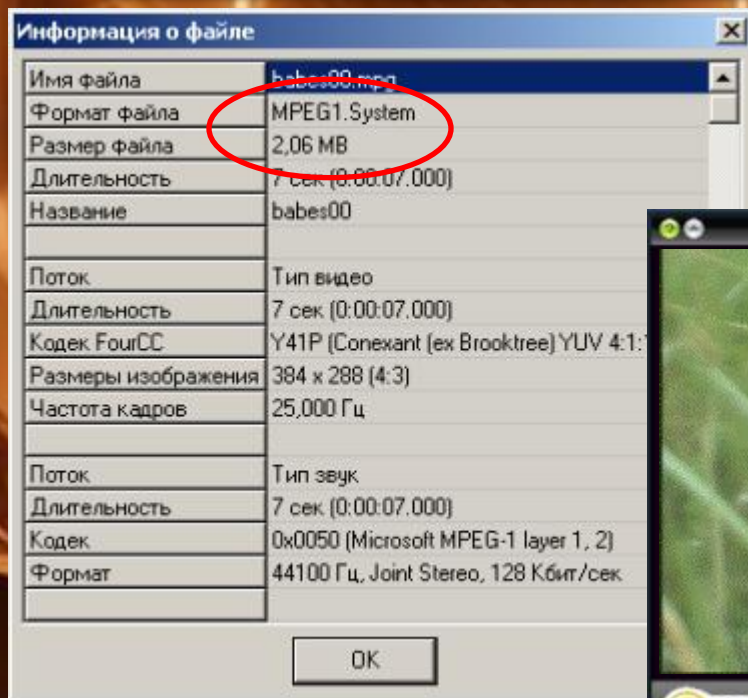 Информация о файле
Имя файла babes00.mpg
Формат файла MPEG1.System
Размер файла 2,06 MB
Длительность 7 сек (0:00:07.000)
Название babes00
Поток Тип видео
Длительность 7 сек (0:00:07.000)
Кодек FourCC Y41P (Conexant (ex Brooktree) YUV 4:1:
Размеры изображения 384 x 288 (4:3)
Частота кадров 25,000 Гц
Поток Тип звук
Длительность 7 сек (0:00:07.000)
Кодек 0x0050 (Microsoft MPEG-1 layer 1, 2)
Формат 44100 Гц, Joint Stereo, 128 Кбит/сек
OK